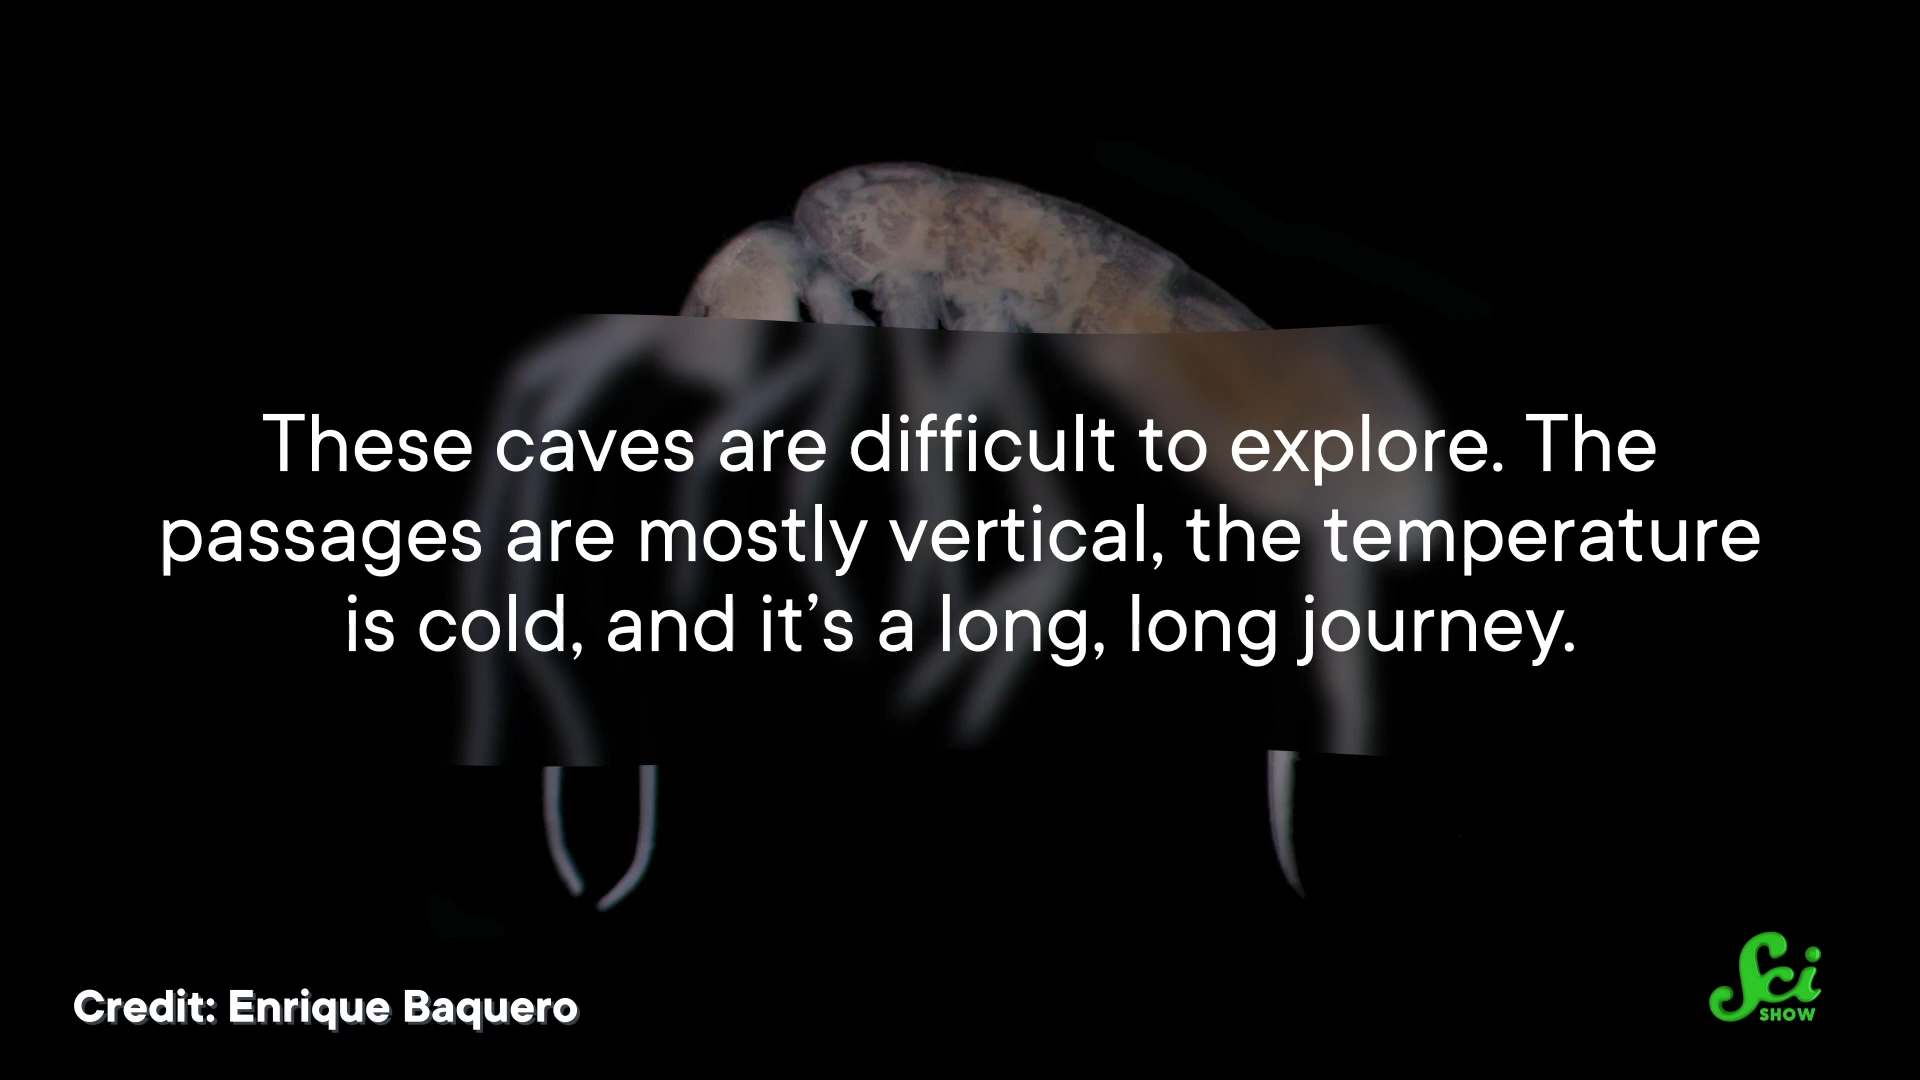 These caves are difficult to explore. The
passages are mostly vertical, the temperature
is cold, and it’s a long, long journey.
Credit: Enrique Baquero
Sci
SHOW